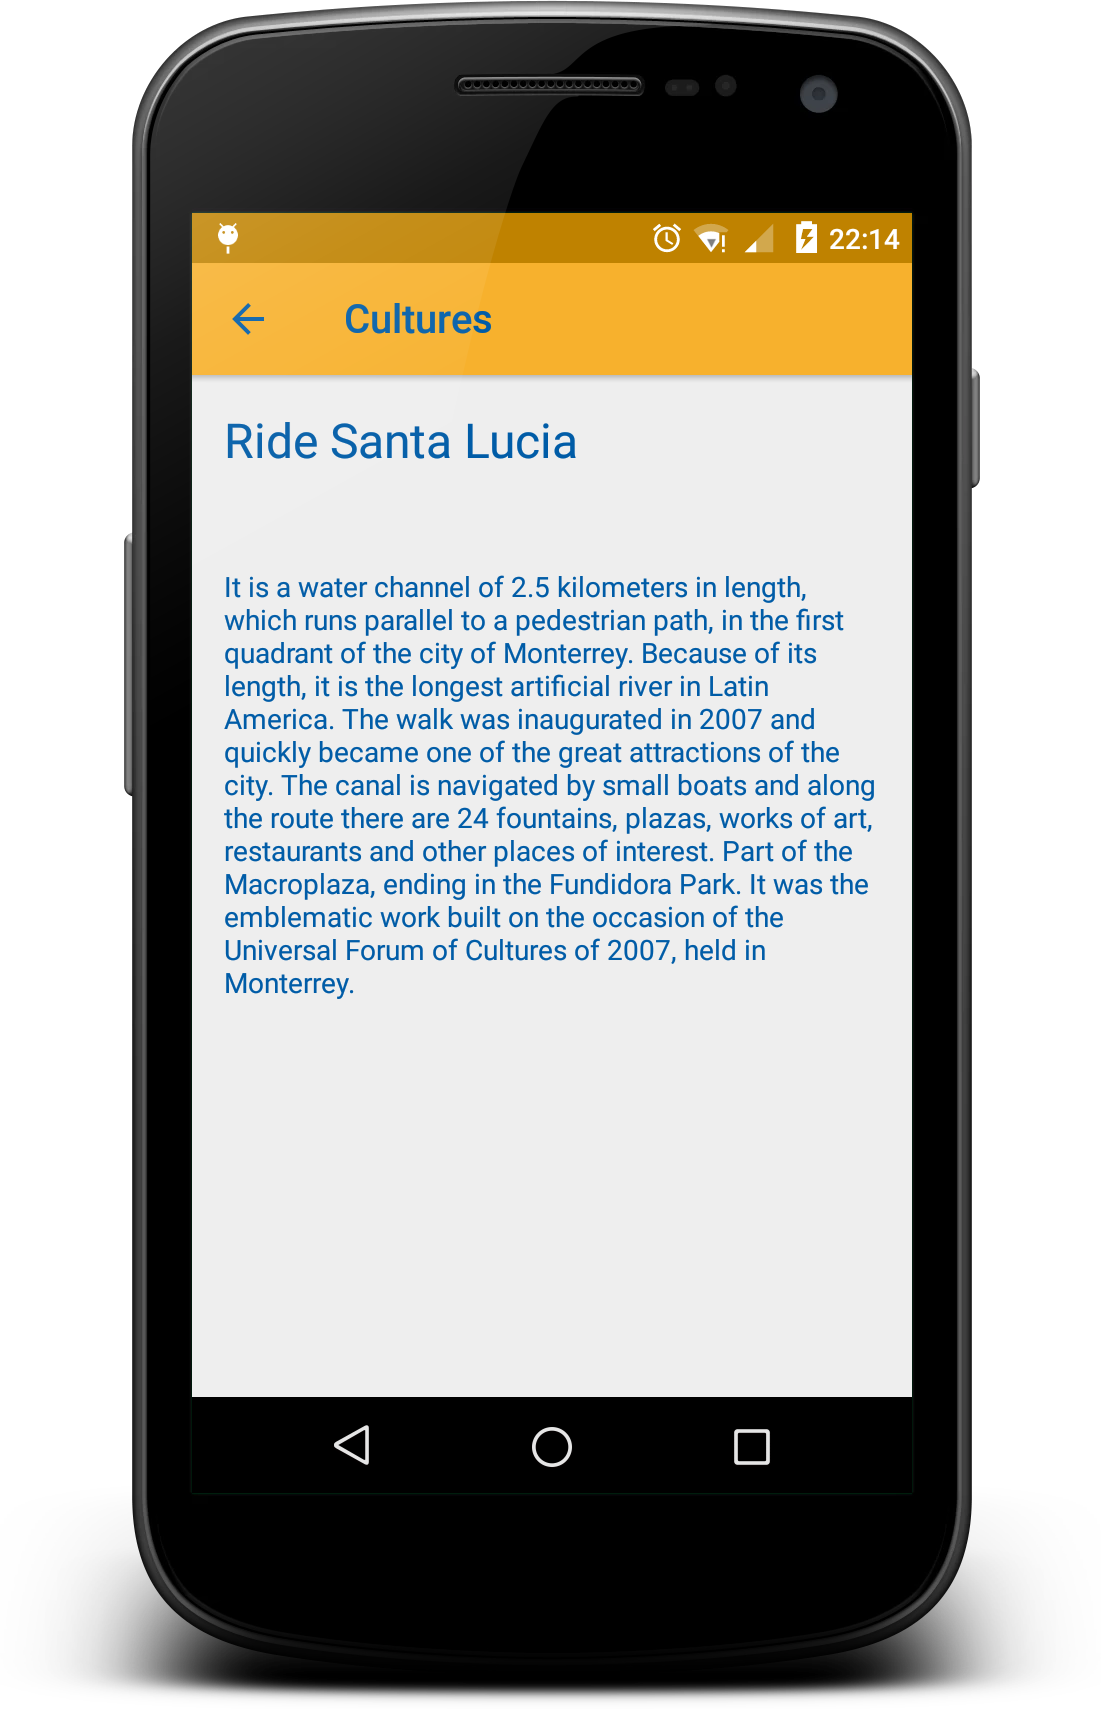 22:14
Cultures
Ride Santa Lucia
It is a water channel of 2.5 kilometers in length,
which runs parallel to a pedestrian path, in the first
quadrant of the city of Monterrey. Because of its
length, it is the longest artificial river in Latin
America. The walk was inaugurated in 2007 and
quickly became one of the great attractions of the
city. The canal is navigated by small boats and along
the route there are 24 fountains, plazas, works of art,
restaurants and other places of interest. Part of the
Macroplaza, ending in the Fundidora Park. It was the
emblematic work built on the occasion of the
Universal Forum of Cultures of 2007, held in
Monterrey.